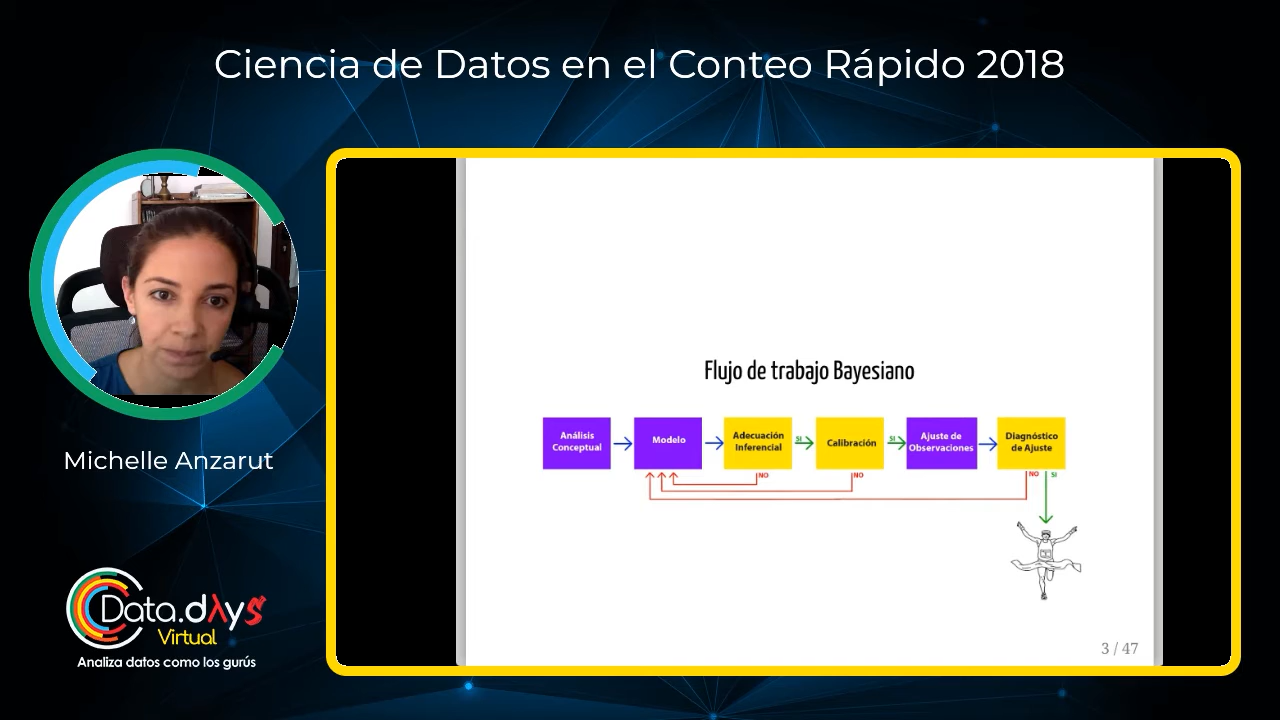 Ciencia de Datos en el Conteo Rápido 2018
Michelle Anzarut
Data.dλys
Virtual
Analiza datos como los gurús
Flujo de trabajo Bayesiano
Análisis
Conceptual
Modelo
Adecuación
Inferencial
SI
Calibración
SI
Ajuste de
Observaciones
Diagnóstico
de Ajuste
NO
NO
NO
SI
3 / 47